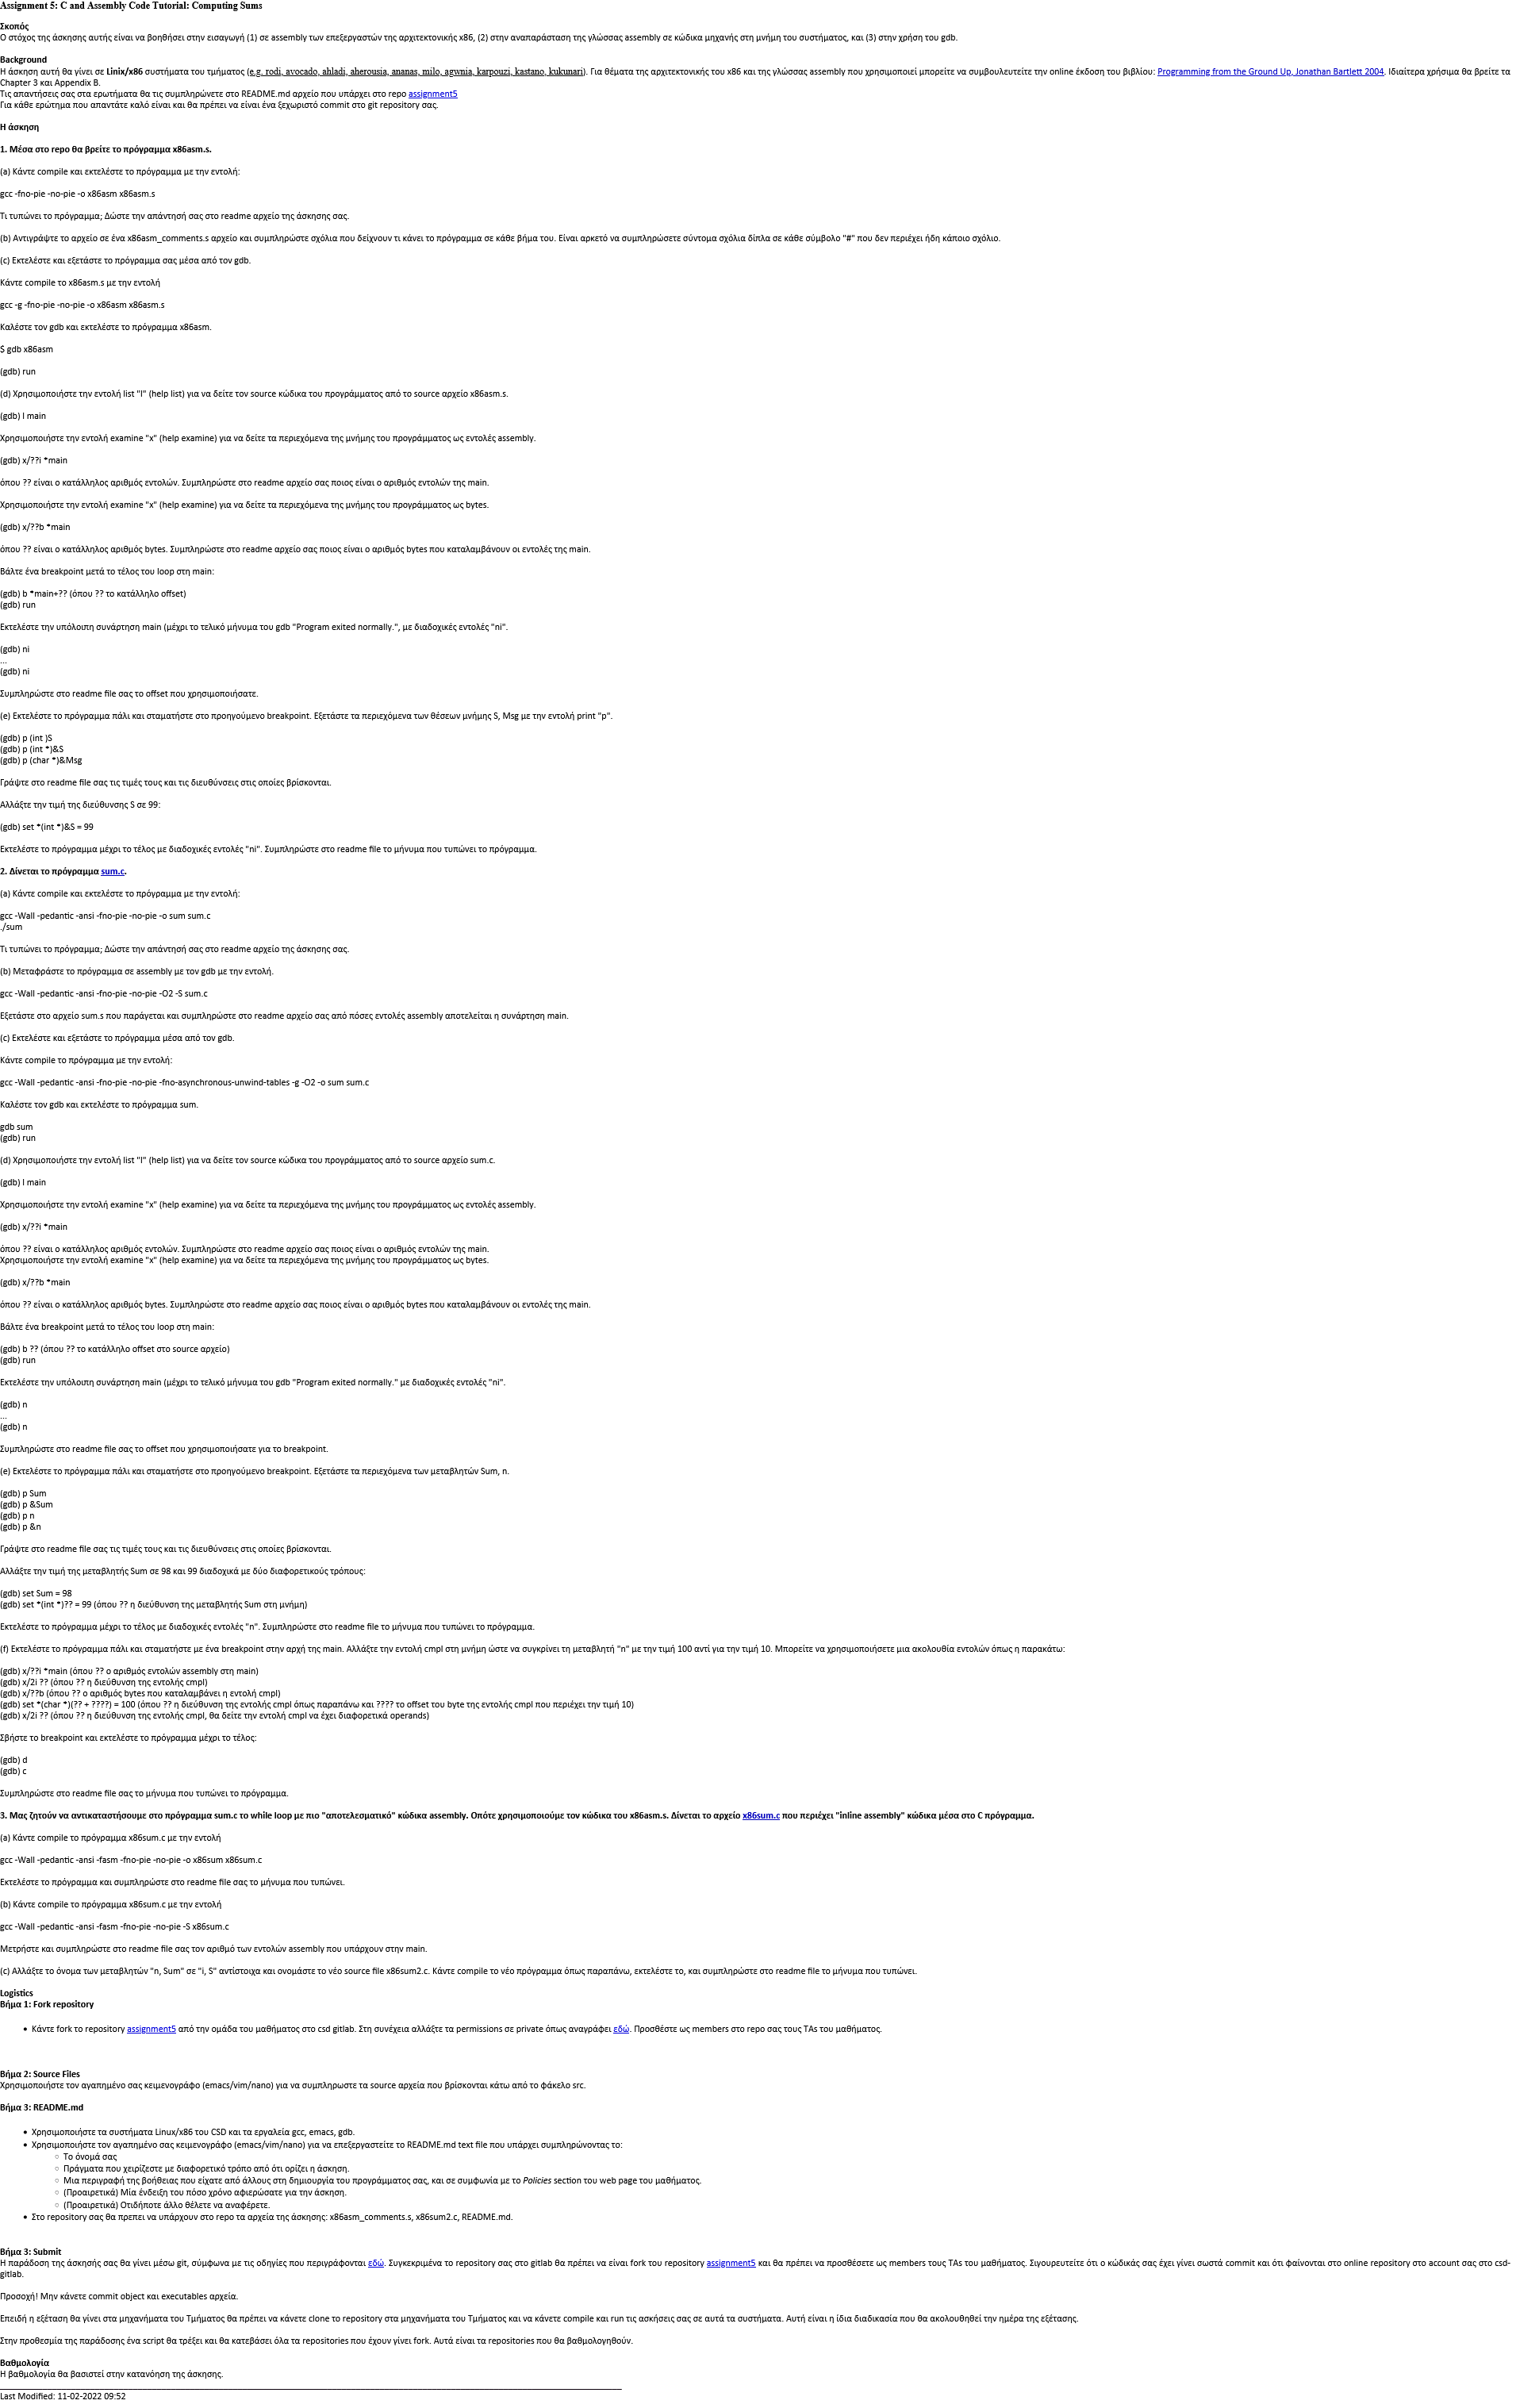 Assignment 5: C and Assembly Code Tutorial: Computing Sums
Σκοπός
Ο στόχος της άσκησης αυτής είναι να βοηθήσει στην εισαγωγή (1) σε assembly των επεξεργαστών της αρχιτεκτονικής x86, (2) στην αναπαράσταση της γλώσσας assembly σε κώδικα μηχανής στη μνήμη του συστήματος, και (3) στην χρήση του gdb.
Background
Η άσκηση αυτή θα γίνει σε Linix/x86 συστήματα του τμήματος (e.g. rodi, avocado, ahladi, aherousia, ananas, milo, agwnia, karpouzi, kastano, kukunari). Για θέματα της αρχιτεκτονικής του x86 και της γλώσσας assembly που χρησιμοποιεί μπορείτε να συμβουλευτείτε την online έκδοση του βιβλίου: Programming from the Ground Up, Jonathan Bartlett 2004. Ιδιαίτερα χρήσιμα θα βρείτε τα
Chapter 3 και Appendix B.
Τις απαντήσεις σας στα ερωτήματα θα τις συμπληρώνετε στο README.md αρχείο που υπάρχει στο repo assignment5
Για κάθε ερώτημα που απαντάτε καλό είναι και θα πρέπει να είναι ένα ξεχωριστό commit στο git repository σας.
Η άσκηση
1. Μέσα στο repo θα βρείτε το πρόγραμμα x86asm.s.
(a) Κάντε compile και εκτελέστε το πρόγραμμα με την εντολή:
gcc -fno-pie -no-pie -o x86asm x86asm.s
Τι τυπώνει το πρόγραμμα; Δώστε την απάντησή σας στο readme αρχείο της άσκησης σας.
(b) Αντιγράψτε το αρχείο σε ένα x86asm_comments.s αρχείο και συμπληρώστε σχόλια που δείχνουν τι κάνει το πρόγραμμα σε κάθε βήμα του. Είναι αρκετό να συμπληρώσετε σύντομα σχόλια δίπλα σε κάθε σύμβολο "#" που δεν περιέχει ήδη κάποιο σχόλιο.
(c) Εκτελέστε και εξετάστε το πρόγραμμα σας μέσα από τον gdb.
Κάντε compile το x86asm.s με την εντολή
gcc -g -fno-pie -no-pie -o x86asm x86asm.s
Καλέστε τον gdb και εκτελέστε το πρόγραμμα x86asm.
$ gdb x86asm
(gdb) run
(d) Χρησιμοποιήστε την εντολή list "l" (help list) για να δείτε τον source κώδικα του προγράμματος από το source αρχείο x86asm.s.
(gdb) l main
Χρησιμοποιήστε την εντολή examine "x" (help examine) για να δείτε τα περιεχόμενα της μνήμης του προγράμματος ως εντολές assembly.
(gdb) x/??i *main
όπου ?? είναι ο κατάλληλος αριθμός εντολών. Συμπληρώστε στο readme αρχείο σας ποιος είναι ο αριθμός εντολών της main.
Χρησιμοποιήστε την εντολή examine "x" (help examine) για να δείτε τα περιεχόμενα της μνήμης του προγράμματος ως bytes.
(gdb) x/??b *main
όπου ?? είναι ο κατάλληλος αριθμός bytes. Συμπληρώστε στο readme αρχείο σας ποιος είναι ο αριθμός bytes που καταλαμβάνουν οι εντολές της main.
Βάλτε ένα breakpoint μετά το τέλος του loop στη main:
(gdb) b *main+?? (όπου ?? το κατάλληλο offset)
(gdb) run
Εκτελέστε την υπόλοιπη συνάρτηση main (μέχρι το τελικό μήνυμα του gdb "Program exited normally.", με διαδοχικές εντολές "ni".
(gdb) ni
...
(gdb) ni
Συμπληρώστε στο readme file σας το offset που χρησιμοποιήσατε.
(e) Εκτελέστε το πρόγραμμα πάλι και σταματήστε στο προηγούμενο breakpoint. Εξετάστε τα περιεχόμενα των θέσεων μνήμης S, Msg με την εντολή print "p".
(gdb) p (int )S
(gdb) p (int *)&S
(gdb) p (char *)&Msg
Γράψτε στο readme file σας τις τιμές τους και τις διευθύνσεις στις οποίες βρίσκονται.
Αλλάξτε την τιμή της διεύθυνσης S σε 99:
(gdb) set *(int *)&S = 99
Εκτελέστε το πρόγραμμα μέχρι το τέλος με διαδοχικές εντολές "ni". Συμπληρώστε στο readme file το μήνυμα που τυπώνει το πρόγραμμα.
2. Δίνεται το πρόγραμμα sum.c.
(a) Κάντε compile και εκτελέστε το πρόγραμμα με την εντολή:
gcc -Wall -pedantic -ansi -fno-pie -no-pie -o sum sum.c
./sum
Τι τυπώνει το πρόγραμμα; Δώστε την απάντησή σας στο readme αρχείο της άσκησης σας.
(b) Μεταφράστε το πρόγραμμα σε assembly με τον gdb με την εντολή.
gcc -Wall -pedantic -ansi -fno-pie -no-pie -O2 -S sum.c
Εξετάστε στο αρχείο sum.s που παράγεται και συμπληρώστε στο readme αρχείο σας από πόσες εντολές assembly αποτελείται η συνάρτηση main.
(c) Εκτελέστε και εξετάστε το πρόγραμμα μέσα από τον gdb.
Κάντε compile το πρόγραμμα με την εντολή:
gcc -Wall -pedantic -ansi -fno-pie -no-pie -fno-asynchronous-unwind-tables -g -O2 -o sum sum.c
Καλέστε τον gdb και εκτελέστε το πρόγραμμα sum.
gdb sum
(gdb) run
(d) Χρησιμοποιήστε την εντολή list "l" (help list) για να δείτε τον source κώδικα του προγράμματος από το source αρχείο sum.c.
(gdb) l main
Χρησιμοποιήστε την εντολή examine "x" (help examine) για να δείτε τα περιεχόμενα της μνήμης του προγράμματος ως εντολές assembly.
(gdb) x/??i *main
όπου ?? είναι ο κατάλληλος αριθμός εντολών. Συμπληρώστε στο readme αρχείο σας ποιος είναι ο αριθμός εντολών της main.
Χρησιμοποιήστε την εντολή examine "x" (help examine) για να δείτε τα περιεχόμενα της μνήμης του προγράμματος ως bytes.
(gdb) x/??b *main
όπου ?? είναι ο κατάλληλος αριθμός bytes. Συμπληρώστε στο readme αρχείο σας ποιος είναι ο αριθμός bytes που καταλαμβάνουν οι εντολές της main.
Βάλτε ένα breakpoint μετά το τέλος του loop στη main:
(gdb) b ?? (όπου ?? το κατάλληλο offset στο source αρχείο)
(gdb) run
Εκτελέστε την υπόλοιπη συνάρτηση main (μέχρι το τελικό μήνυμα του gdb "Program exited normally." με διαδοχικές εντολές "ni".
(gdb) n
...
(gdb) n
Συμπληρώστε στο readme file σας το offset που χρησιμοποιήσατε για το breakpoint.
(e) Εκτελέστε το πρόγραμμα πάλι και σταματήστε στο προηγούμενο breakpoint. Εξετάστε τα περιεχόμενα των μεταβλητών Sum, n.
(gdb) p Sum
(gdb) p &Sum
(gdb) p n
(gdb) p &n
Γράψτε στο readme file σας τις τιμές τους και τις διευθύνσεις στις οποίες βρίσκονται.
Αλλάξτε την τιμή της μεταβλητής Sum σε 98 και 99 διαδοχικά με δύο διαφορετικούς τρόπους:
(gdb) set Sum = 98
(gdb) set *(int *)?? = 99 (όπου ?? η διεύθυνση της μεταβλητής Sum στη μνήμη)
Εκτελέστε το πρόγραμμα μέχρι το τέλος με διαδοχικές εντολές "n". Συμπληρώστε στο readme file το μήνυμα που τυπώνει το πρόγραμμα.
(f) Εκτελέστε το πρόγραμμα πάλι και σταματήστε με ένα breakpoint στην αρχή της main. Αλλάξτε την εντολή cmpl στη μνήμη ώστε να συγκρίνει τη μεταβλητή "n" με την τιμή 100 αντί για την τιμή 10. Μπορείτε να χρησιμοποιήσετε μια ακολουθία εντολών όπως η παρακάτω:
(gdb) x/??i *main (όπου ?? ο αριθμός εντολών assembly στη main)
(gdb) x/2i ?? (όπου ?? η διεύθυνση της εντολής cmpl)
(gdb) x/??b (όπου ?? ο αριθμός bytes που καταλαμβάνει η εντολή cmpl)
(gdb) set *(char *)(?? + ????) = 100 (όπου ?? η διεύθυνση της εντολής cmpl όπως παραπάνω και ???? το offset του byte της εντολής cmpl που περιέχει την τιμή 10)
(gdb) x/2i ?? (όπου ?? η διεύθυνση της εντολής cmpl, θα δείτε την εντολή cmpl να έχει διαφορετικά operands)
Σβήστε το breakpoint και εκτελέστε το πρόγραμμα μέχρι το τέλος:
(gdb) d
(gdb) c
Συμπληρώστε στο readme file σας το μήνυμα που τυπώνει το πρόγραμμα.
3. Μας ζητούν να αντικαταστήσουμε στο πρόγραμμα sum.c το while loop με πιο "αποτελεσματικό" κώδικα assembly. Οπότε χρησιμοποιούμε τον κώδικα του x86asm.s. Δίνεται το αρχείο x86sum.c που περιέχει "inline assembly" κώδικα μέσα στο C πρόγραμμα.
(a) Κάντε compile το πρόγραμμα x86sum.c με την εντολή
gcc -Wall -pedantic -ansi -fasm -fno-pie -no-pie -o x86sum x86sum.c
Εκτελέστε το πρόγραμμα και συμπληρώστε στο readme file σας το μήνυμα που τυπώνει.
(b) Κάντε compile το πρόγραμμα x86sum.c με την εντολή
gcc -Wall -pedantic -ansi -fasm -fno-pie -no-pie -S x86sum.c
Μετρήστε και συμπληρώστε στο readme file σας τον αριθμό των εντολών assembly που υπάρχουν στην main.
(c) Αλλάξτε το όνομα των μεταβλητών "n, Sum" σε "i, S" αντίστοιχα και ονομάστε το νέο source file x86sum2.c. Κάντε compile το νέο πρόγραμμα όπως παραπάνω, εκτελέστε το, και συμπληρώστε στο readme file το μήνυμα που τυπώνει.
Logistics
Βήμα 1: Fork repository
• Κάντε fork το repository assignment5 από την ομάδα του μαθήματος στο csd gitlab. Στη συνέχεια αλλάξτε τα permissions σε private όπως αναγράφει εδώ. Προσθέστε ως members στο repo σας τους TAs του μαθήματος.
Βήμα 2: Source Files
Χρησιμοποιήστε τον αγαπημένο σας κειμενογράφο (emacs/vim/nano) για να συμπληρωστε τα source αρχεία που βρίσκονται κάτω από το φάκελο src.
Βήμα 3: README.md
• Χρησιμοποιήστε τα συστήματα Linux/x86 του CSD και τα εργαλεία gcc, emacs, gdb.
• Χρησιμοποιήστε τον αγαπημένο σας κειμενογράφο (emacs/vim/nano) για να επεξεργαστείτε το README.md text file που υπάρχει συμπληρώνοντας το:
○ Το όνομά σας
○ Πράγματα που χειρίζεστε με διαφορετικό τρόπο από ότι ορίζει η άσκηση.
○ Μια περιγραφή της βοήθειας που είχατε από άλλους στη δημιουργία του προγράμματος σας, και σε συμφωνία με το Policies section του web page του μαθήματος.
○ (Προαιρετικά) Μία ένδειξη του πόσο χρόνο αφιερώσατε για την άσκηση.
○ (Προαιρετικά) Οτιδήποτε άλλο θέλετε να αναφέρετε.
• Στο repository σας θα πρεπει να υπάρχουν στο repo τα αρχεία της άσκησης: x86asm_comments.s, x86sum2.c, README.md.
Βήμα 3: Submit
Η παράδοση της άσκησής σας θα γίνει μέσω git, σύμφωνα με τις οδηγίες που περιγράφονται εδώ. Συγκεκριμένα το repository σας στο gitlab θα πρέπει να είναι fork του repository assignment5 και θα πρέπει να προσθέσετε ως members τους TAs του μαθήματος. Σιγουρευτείτε ότι ο κώδικάς σας έχει γίνει σωστά commit και ότι φαίνονται στο online repository στο account σας στο csd-
gitlab.
Προσοχή! Μην κάνετε commit object και executables αρχεία.
Επειδή η εξέταση θα γίνει στα μηχανήματα του Τμήματος θα πρέπει να κάνετε clone το repository στα μηχανήματα του Τμήματος και να κάνετε compile και run τις ασκήσεις σας σε αυτά τα συστήματα. Αυτή είναι η ίδια διαδικασία που θα ακολουθηθεί την ημέρα της εξέτασης.
Στην προθεσμία της παράδοσης ένα script θα τρέξει και θα κατεβάσει όλα τα repositories που έχουν γίνει fork. Αυτά είναι τα repositories που θα βαθμολογηθούν.
Βαθμολογία
Η βαθμολογία θα βασιστεί στην κατανόηση της άσκησης.
Last Modified: 11-02-2022 09:52